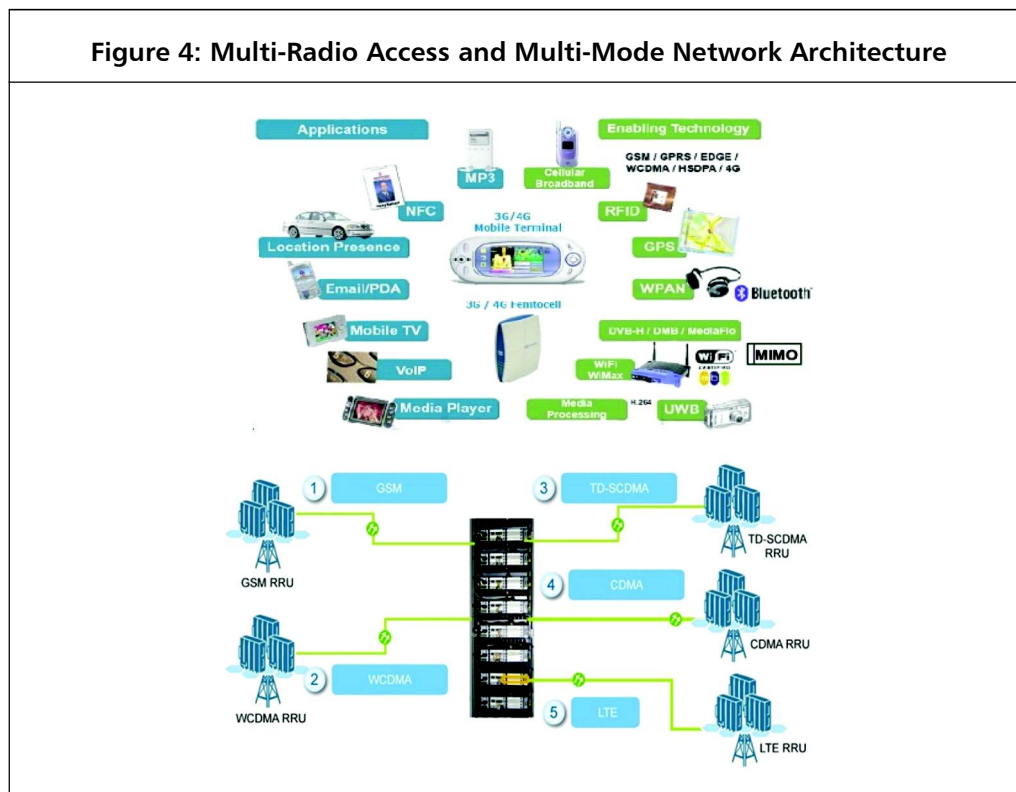 Figure 4: Multi-Radio Access and Multi-Mode Network Architecture
Applications
Enabling Technology
MP3
Cellular
Broadband
GSM / GPRS / EDGE /
WCDMA / HSDPA / 4G
NFC
3G/4G
Mobile Terminal
RFID
Location Presence
GPS
Email/PDA
WPAN
Bluetooth
3G / 4G Femtocell
Mobile TV
DVB-H / DMB / MediaFlo
VoIP
WiFi
WiMax
WiFi
CERTIFIED
MIMO
Media Player
Media
Processing
H.264
UWB
1
GSM
3
TD-SCDMA
GSM RRU
TD-SCDMA
RRU
4
CDMA
CDMA RRU
2
WCDMA
WCDMA RRU
5
LTE
LTE RRU